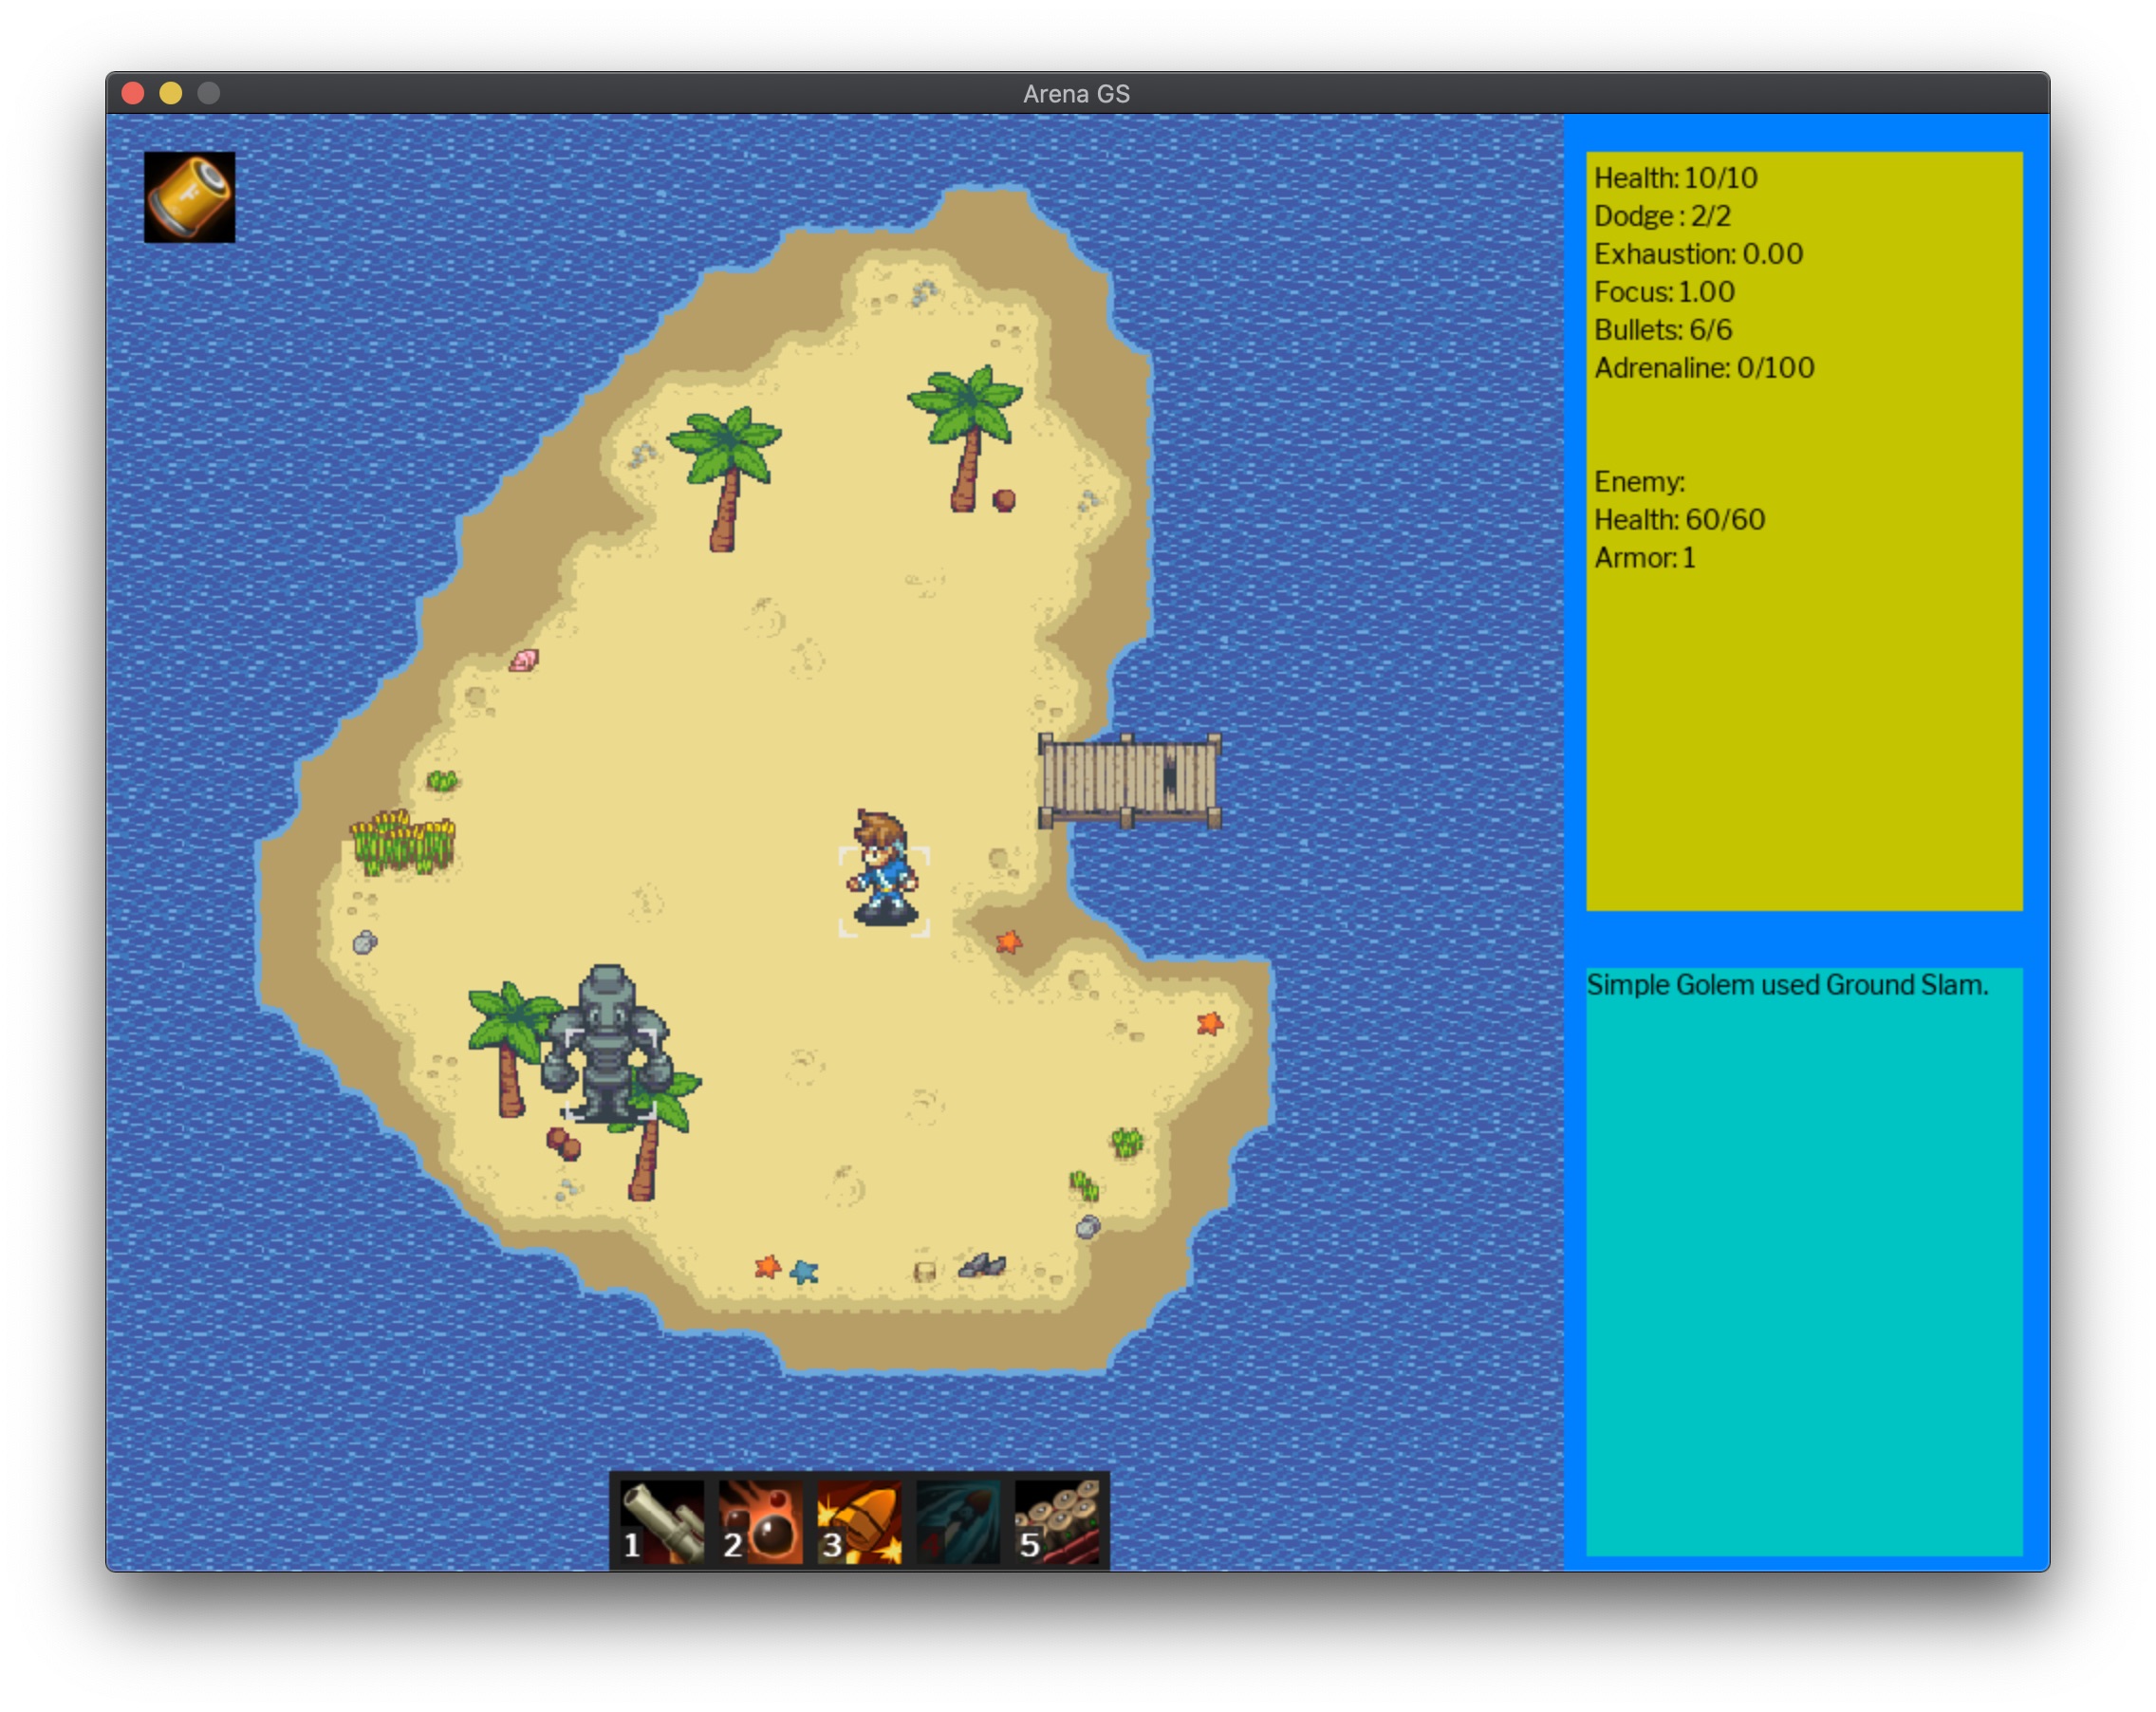 Arena GS
Health: 10/10
Dodge : 2/2
Exhaustion: 0.00
Focus: 1.00
Bullets: 6/6
Adrenaline: 0/100
Enemy:
Health: 60/60
Armor: 1
Simple Golem used Ground Slam.
1 2 3 5